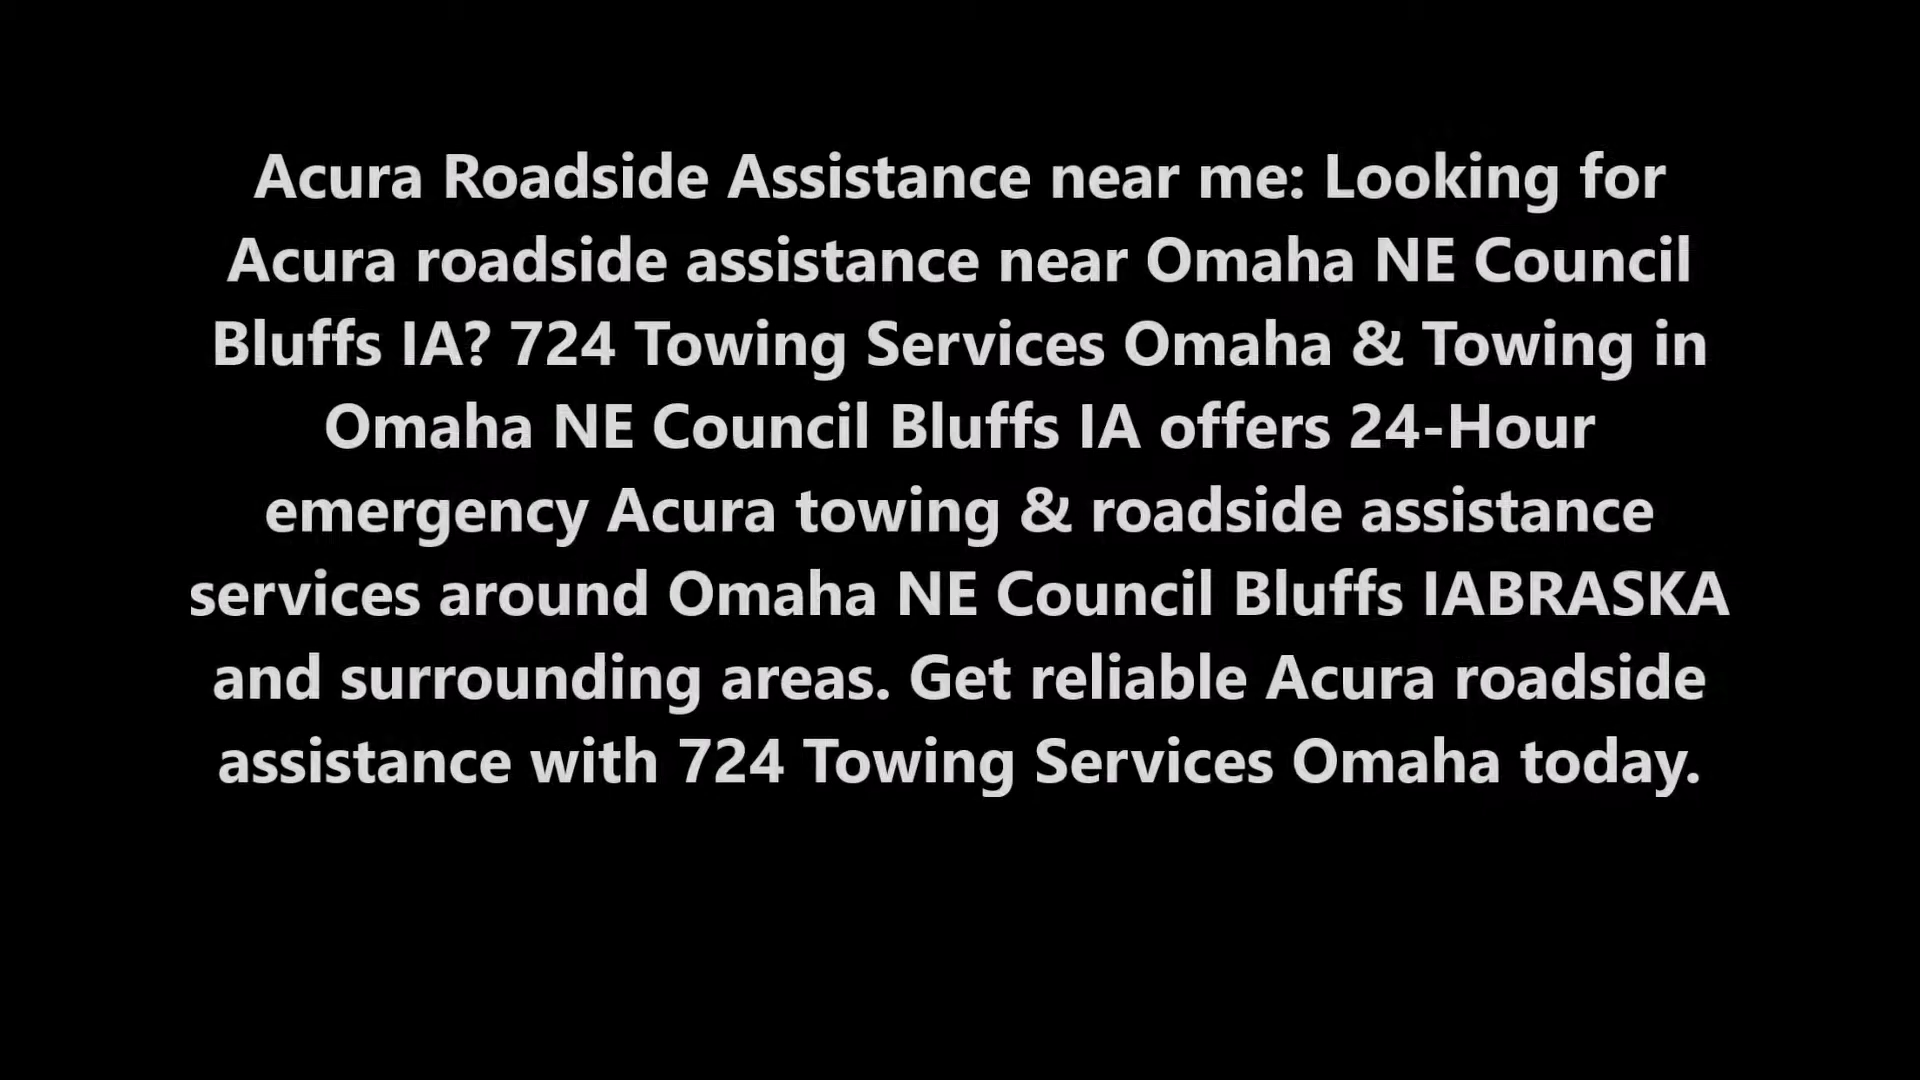 Acura Roadside Assistance near me: Looking for
Acura roadside assistance near Omaha NE Council
Bluffs IA? 724 Towing Services Omaha & Towing in
Omaha NE Council Bluffs IA offers 24-Hour
emergency Acura towing & roadside assistance
services around Omaha NE Council Bluffs IABRASKA
and surrounding areas. Get reliable Acura roadside
assistance with 724 Towing Services Omaha today.